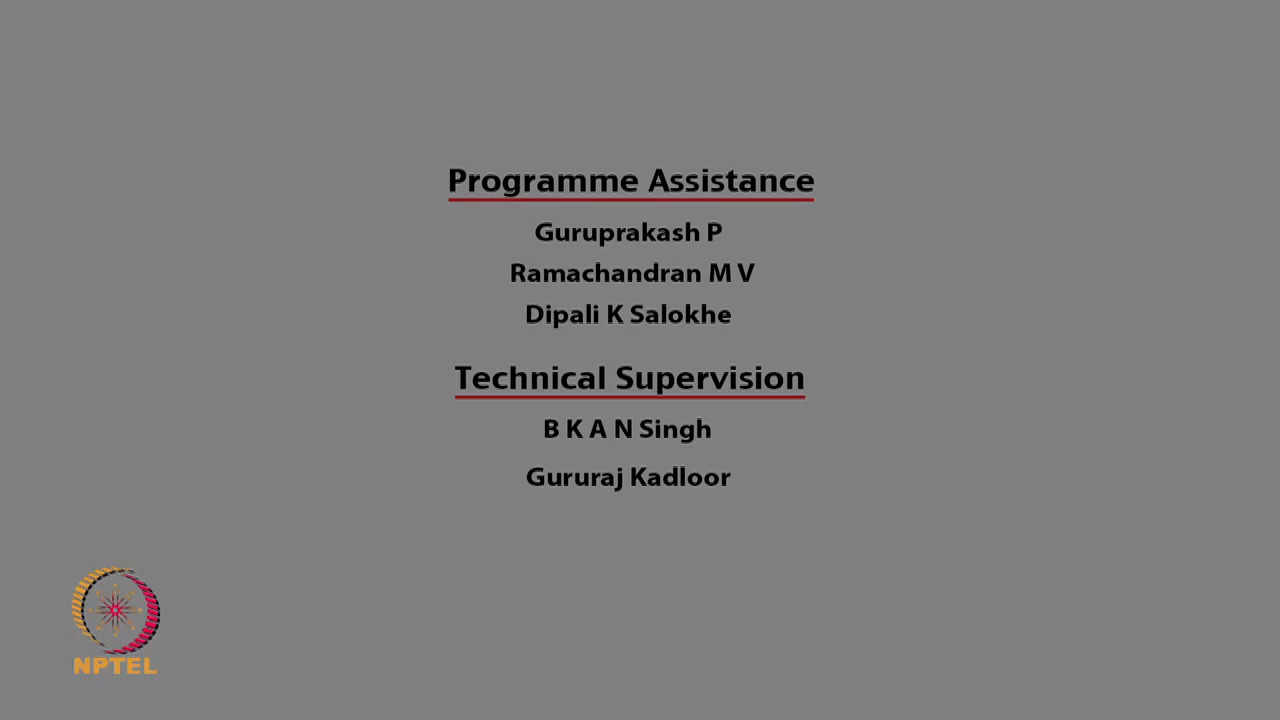 Programme Assistance
Guruprakash P
Ramachandran M V
Dipali K Salokhe
Technical Supervision
B K A N Singh
Gururaj Kadloor
NPTEL